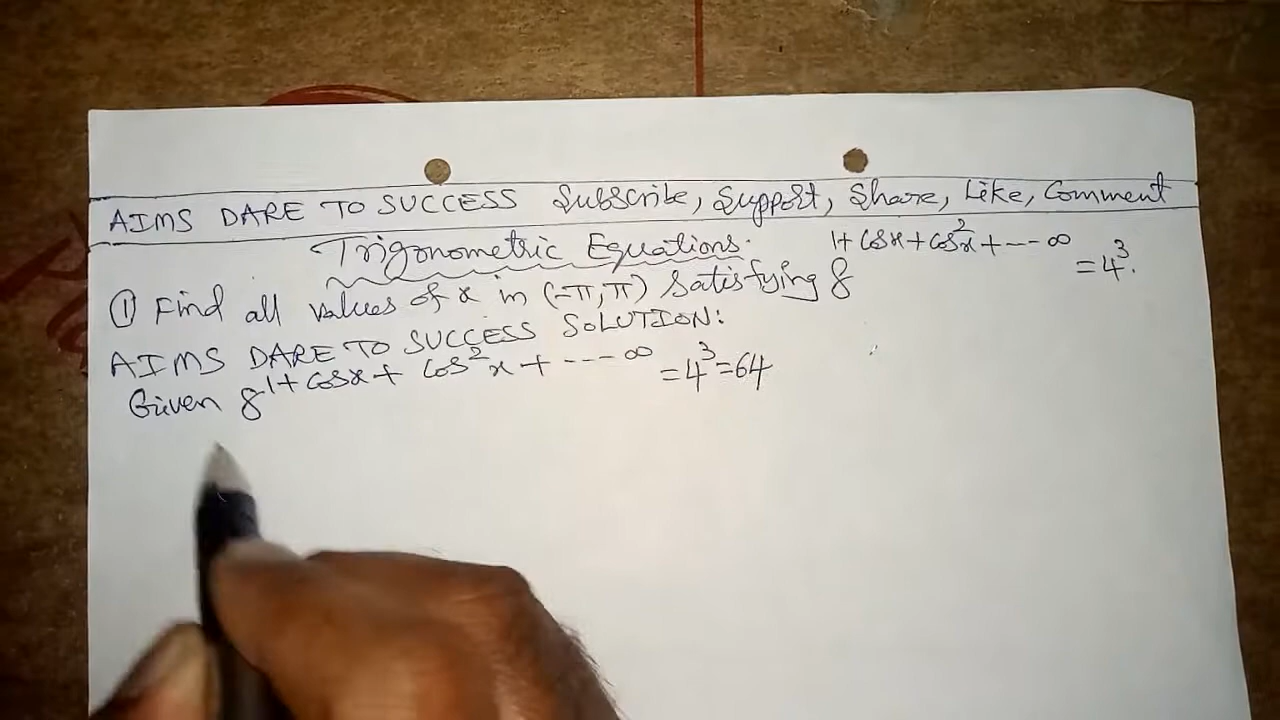 AIMS DARE TO SUCCESS Subscribe, Support, Share, Like, Comment
Trigonometric Equations.
① Find all values of x in (-π, π) satisfying 8^(1+cosx+cos²x+---∞) = 4³.
AIMS DARE TO SUCCESS SOLUTION:
Given 8^(1+cosx+cos²x+----∞) = 4³ = 64